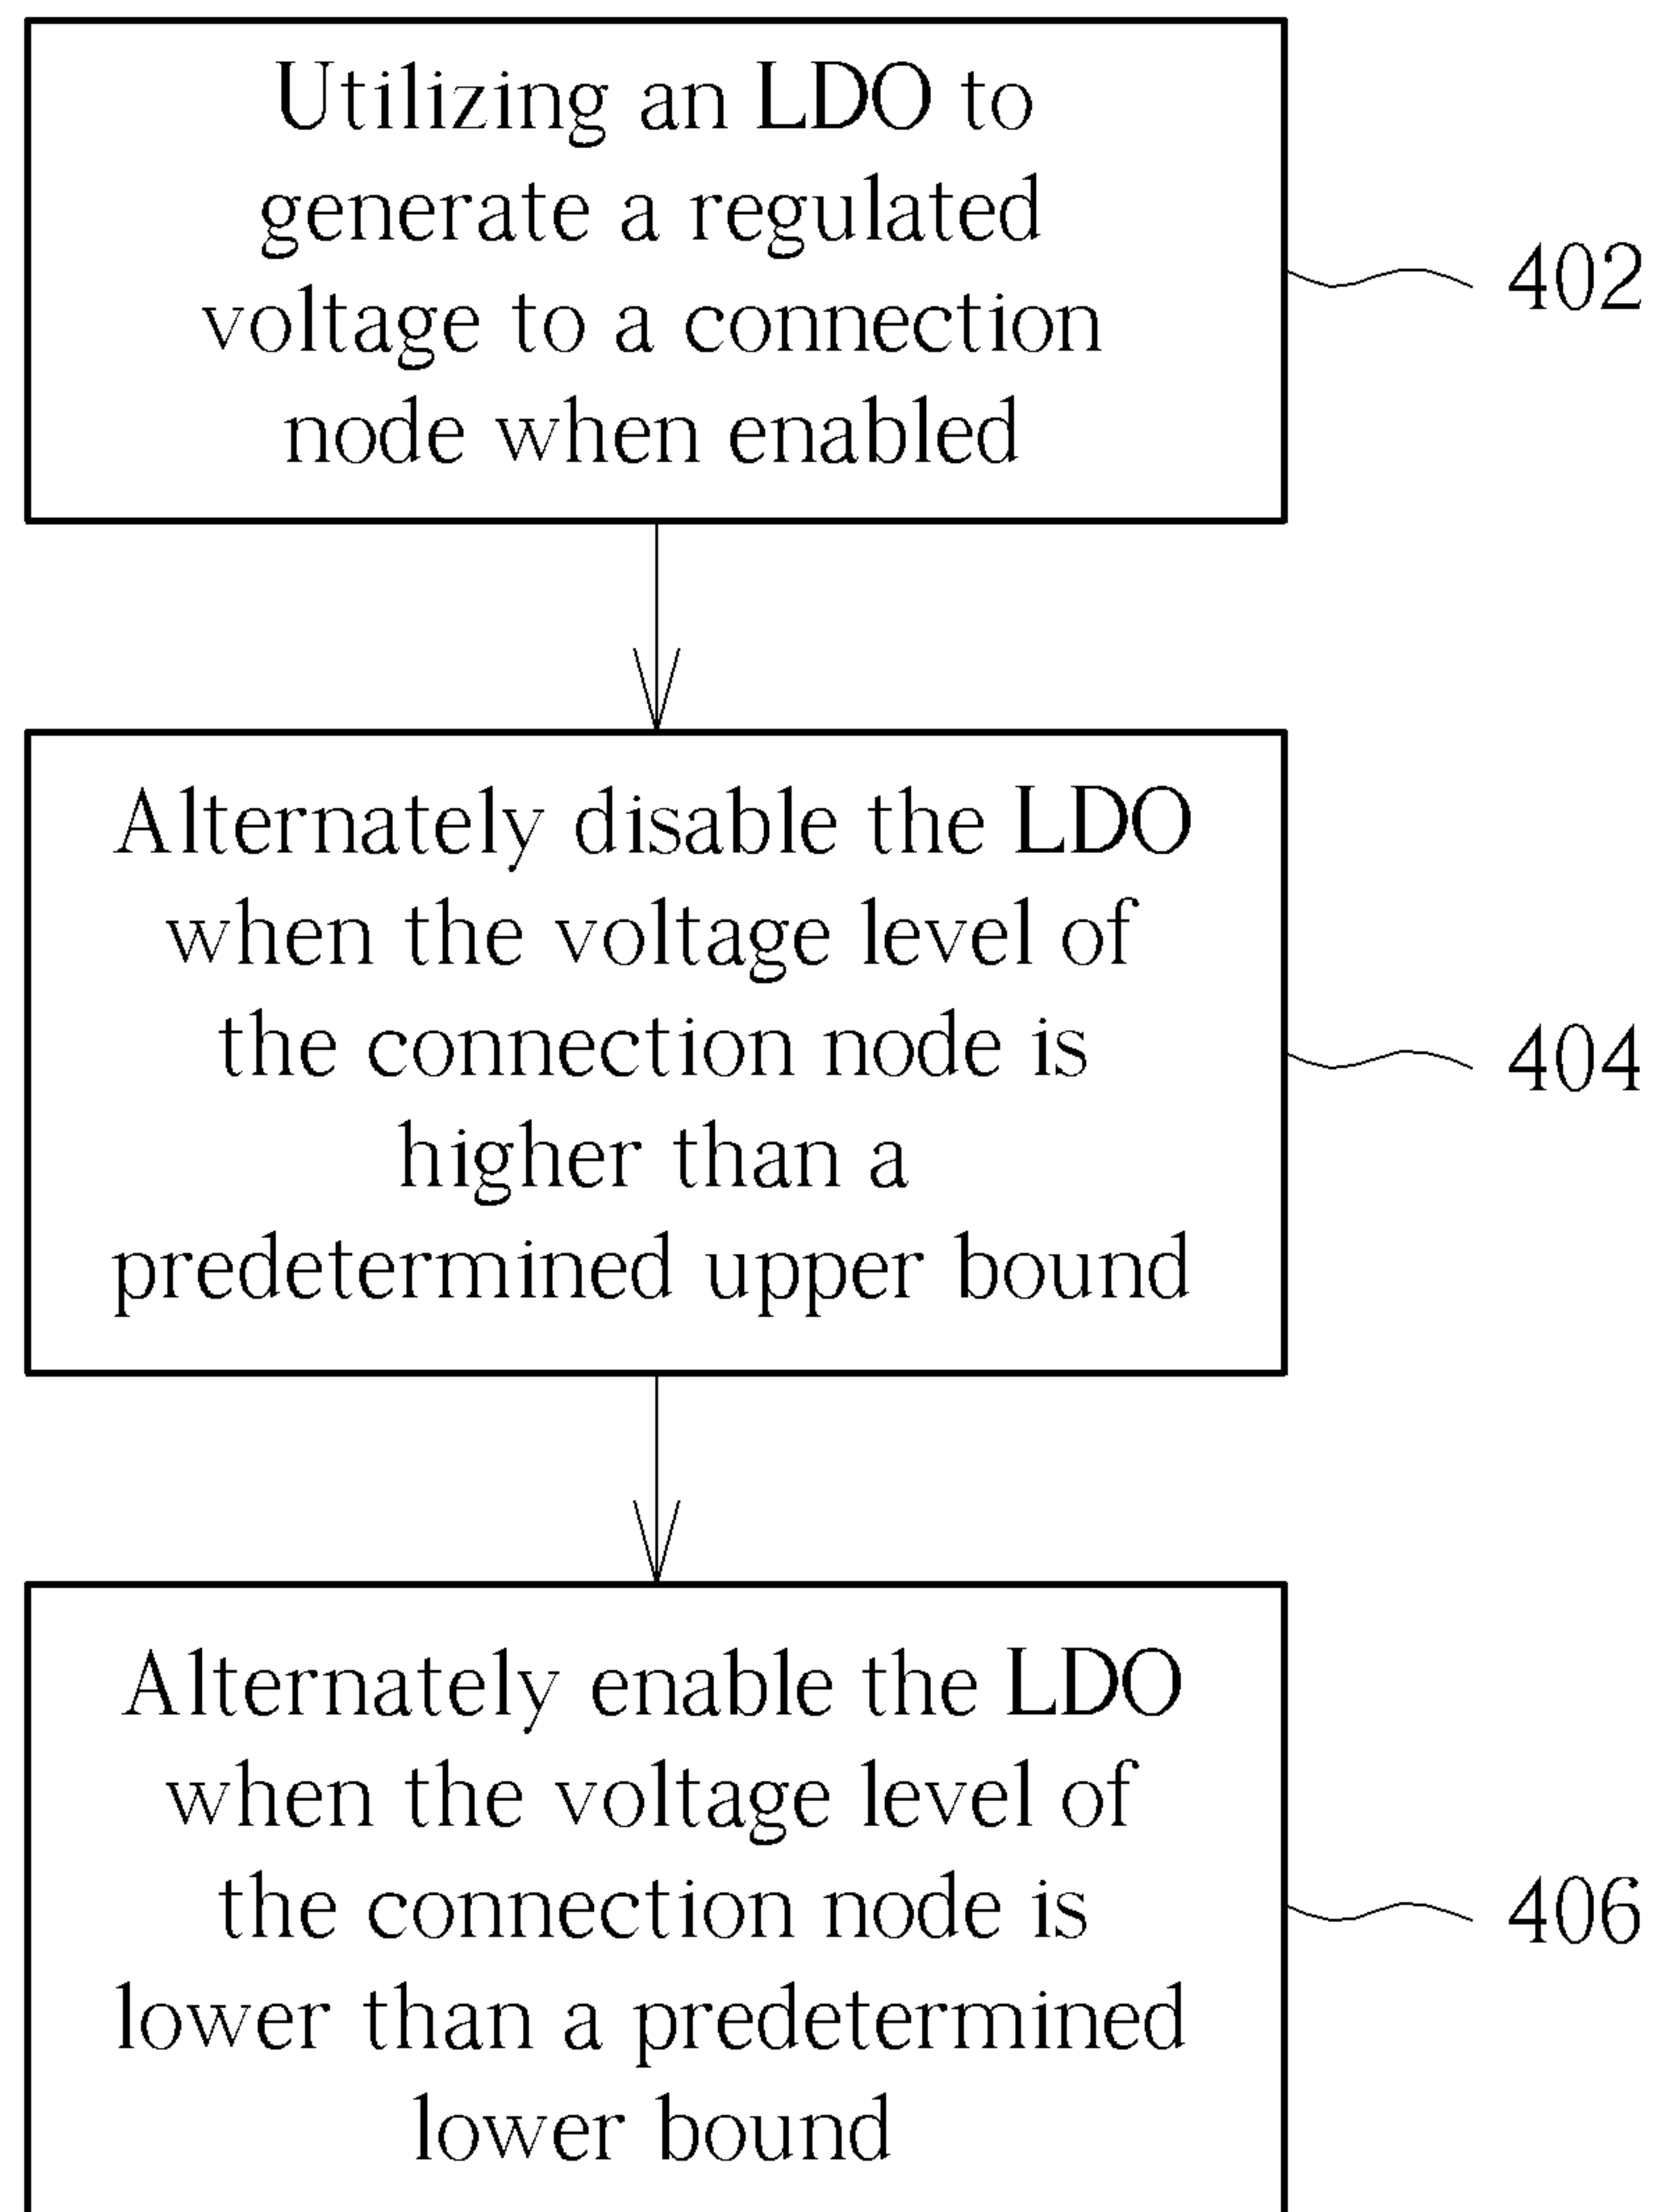 Utilizing an LDO to
generate a regulated
voltage to a connection
node when enabled
402
Alternately disable the LDO
when the voltage level of
the connection node is
higher than a
predetermined upper bound
404
Alternately enable the LDO
when the voltage level of
the connection node is
lower than a predetermined
lower bound
406